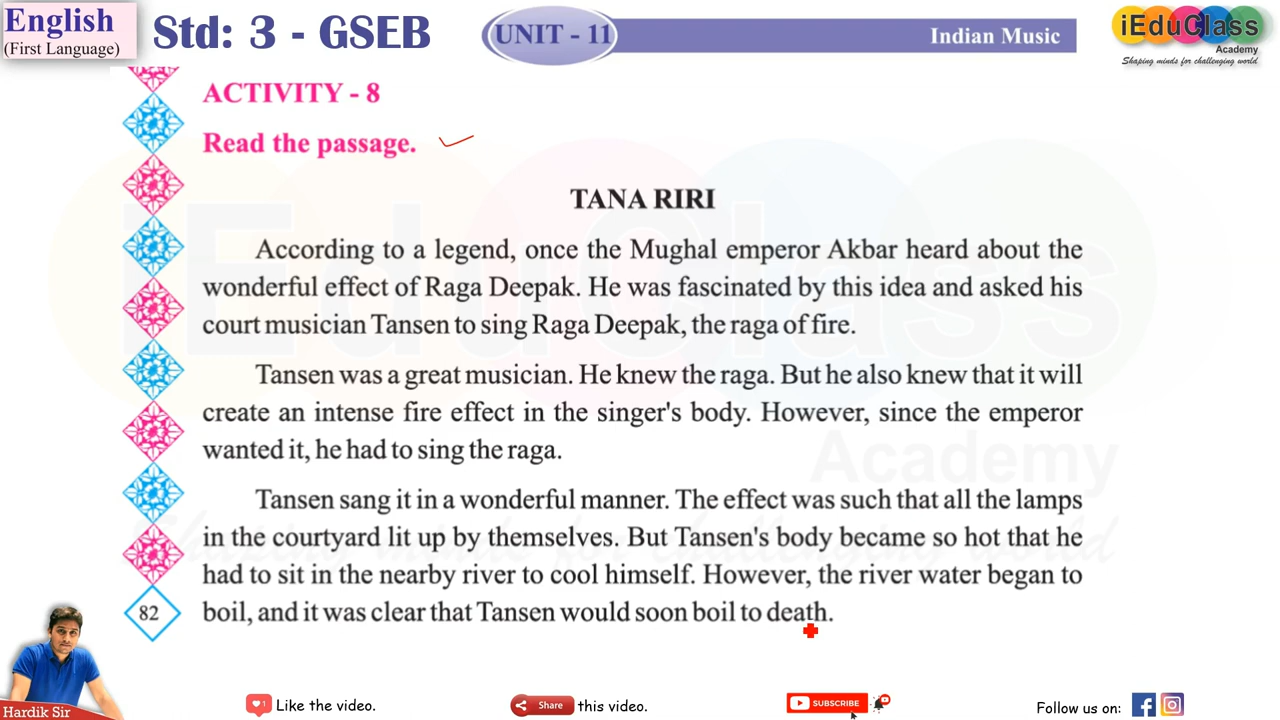 English
(First Language)
Std: 3 - GSEB
UNIT - 11
Indian Music
iEduClass
Academy
Shaping minds for challenging world
ACTIVITY - 8
Read the passage.
TANA RIRI
According to a legend, once the Mughal emperor Akbar heard about the
wonderful effect of Raga Deepak. He was fascinated by this idea and asked his
court musician Tansen to sing Raga Deepak, the raga of fire.
Tansen was a great musician. He knew the raga. But he also knew that it will
create an intense fire effect in the singer's body. However, since the emperor
wanted it, he had to sing the raga.
Tansen sang it in a wonderful manner. The effect was such that all the lamps
in the courtyard lit up by themselves. But Tansen's body became so hot that he
had to sit in the nearby river to cool himself. However, the river water began to
boil, and it was clear that Tansen would soon boil to death.
82
iEduClass
Academy
Shaping minds for challenging world
Hardik Sir
1
Like the video.
Share
this video.
SUBSCRIBE
Follow us on: